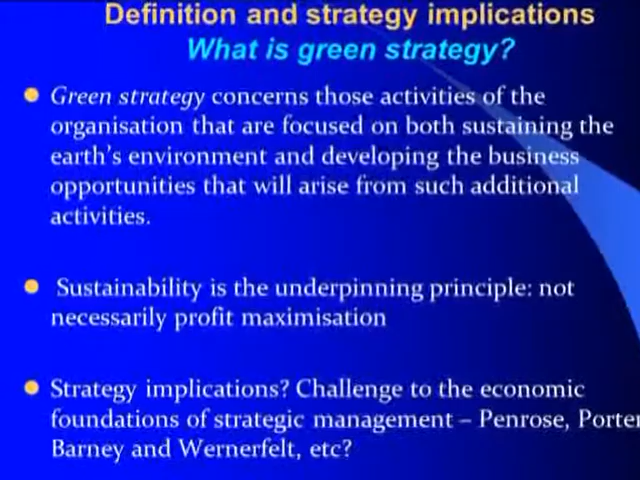 Definition and strategy implications
What is green strategy?
Green strategy concerns those activities of the
organisation that are focused on both sustaining the
earth's environment and developing the business
opportunities that will arise from such additional
activities.
Sustainability is the underpinning principle: not
necessarily profit maximisation
Strategy implications? Challenge to the economic
foundations of strategic management – Penrose, Porter
Barney and Wernerfelt, etc?